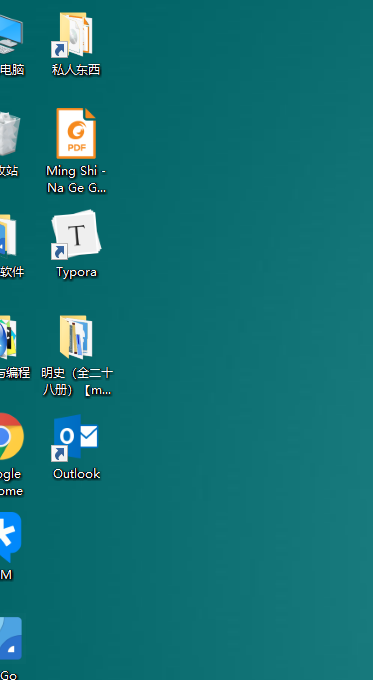 电脑
私人东西
收站
PDF
Ming Shi -
Na Ge G...
软件
T
Typora
与编程
明史（全二十
八册）【m...
ogle
ome
Outlook
M
Go